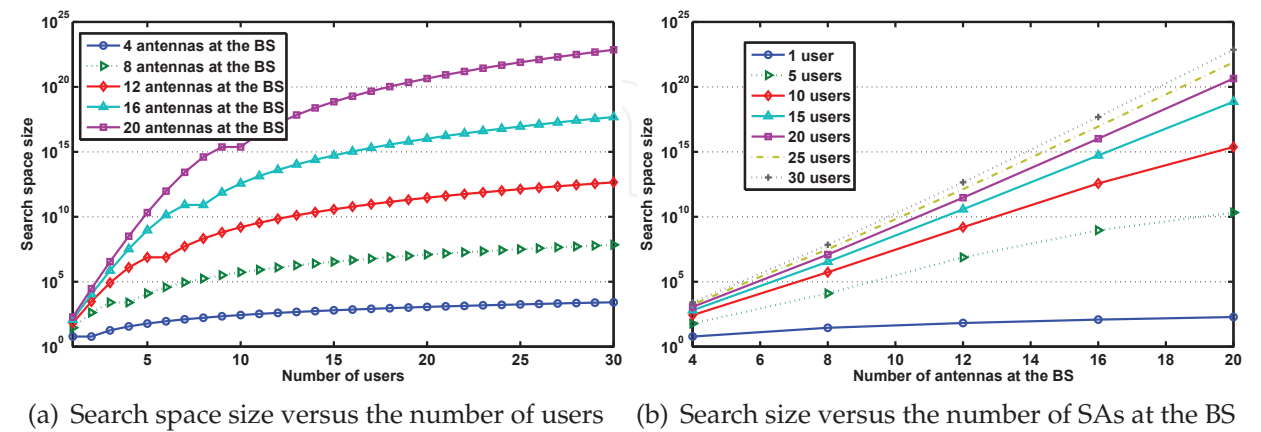 10^25
10^20
10^15
10^10
10^5
10^0
Search space size
4 antennas at the BS
8 antennas at the BS
12 antennas at the BS
16 antennas at the BS
20 antennas at the BS
5 10 15 20 25 30
Number of users
(a) Search space size versus the number of users
10^25
10^20
10^15
10^10
10^5
10^0
Search space size
1 user
5 users
10 users
15 users
20 users
25 users
30 users
4 6 8 10 12 14 16 18 20
Number of antennas at the BS
(b) Search size versus the number of SAs at the BS